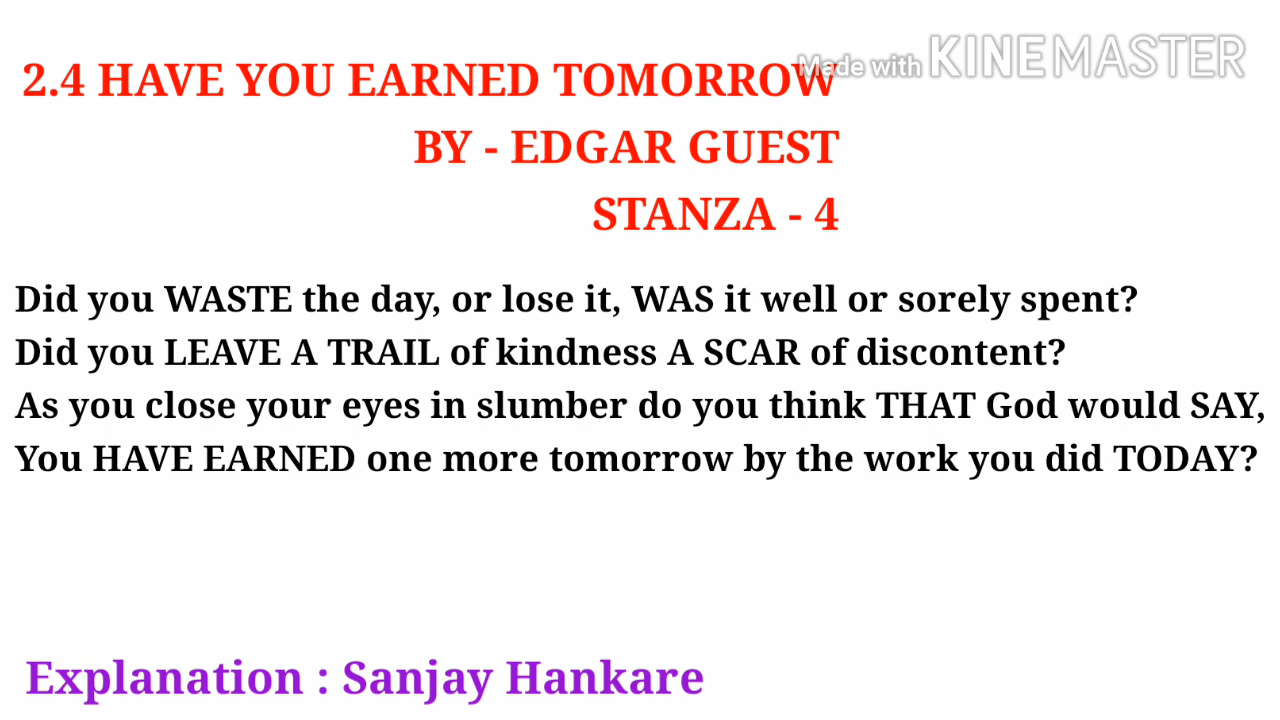 Made with KINEMASTER
2.4 HAVE YOU EARNED TOMORROW
BY - EDGAR GUEST
STANZA - 4
Did you WASTE the day, or lose it, WAS it well or sorely spent?
Did you LEAVE A TRAIL of kindness A SCAR of discontent?
As you close your eyes in slumber do you think THAT God would SAY,
You HAVE EARNED one more tomorrow by the work you did TODAY?
Explanation : Sanjay Hankare